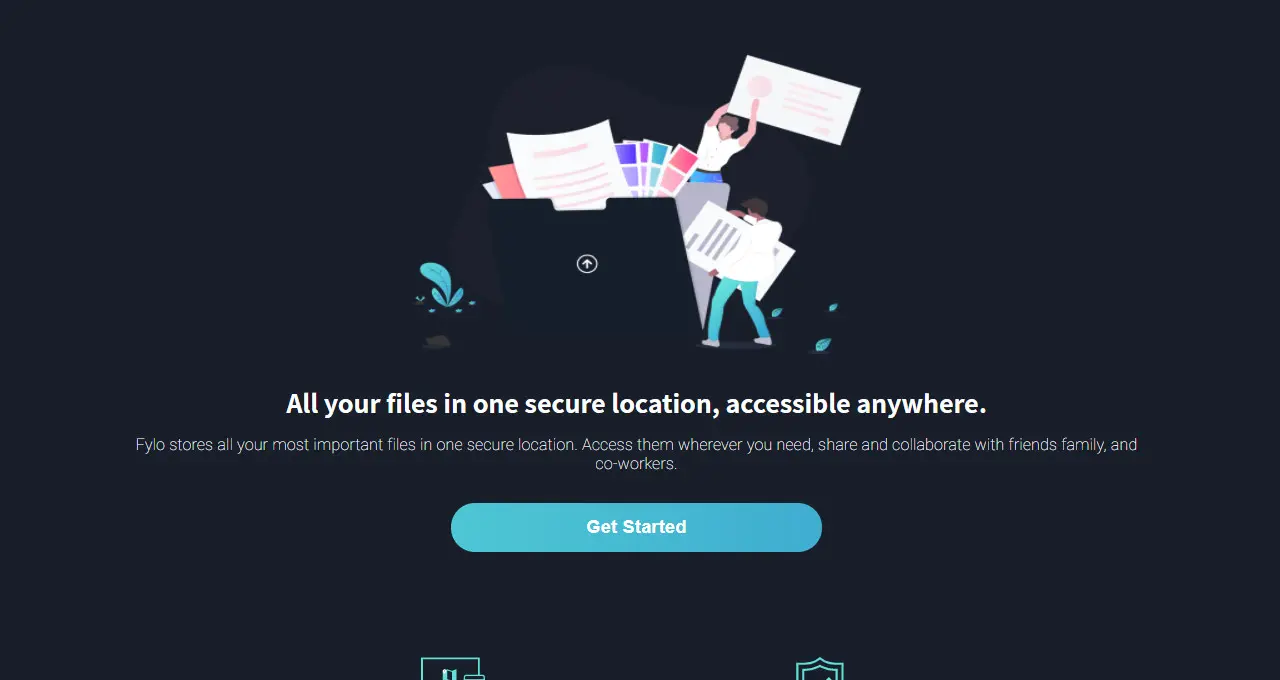 All your files in one secure location, accessible anywhere.
Fylo stores all your most important files in one secure location. Access them wherever you need, share and collaborate with friends family, and
co-workers.
Get Started